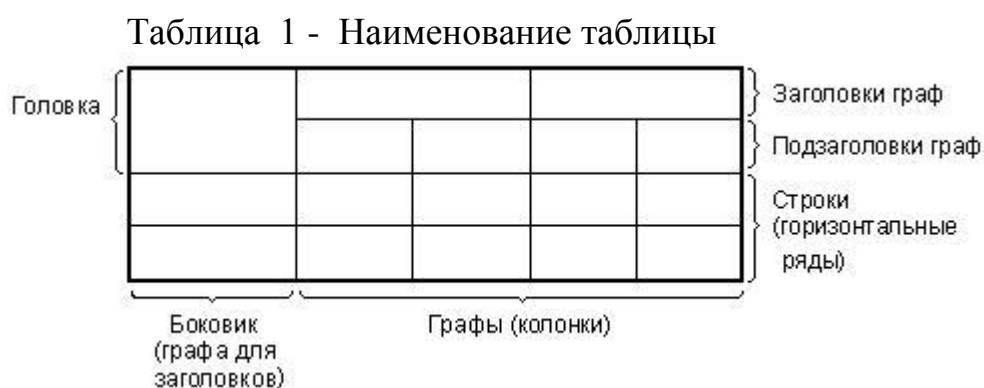 Таблица 1 - Наименование таблицы
Головка
Заголовки граф
Подзаголовки граф
Строки
(горизонтальные
ряды)
Боковик
(графа для
заголовков)
Графы (колонки)